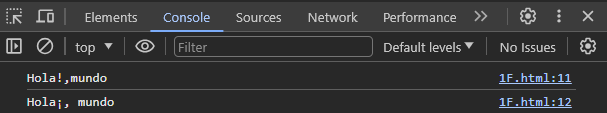 Elements Console Sources Network Performance
top Filter Default levels No Issues
Hola!,mundo 1F.html:11
Hola¡, mundo 1F.html:12